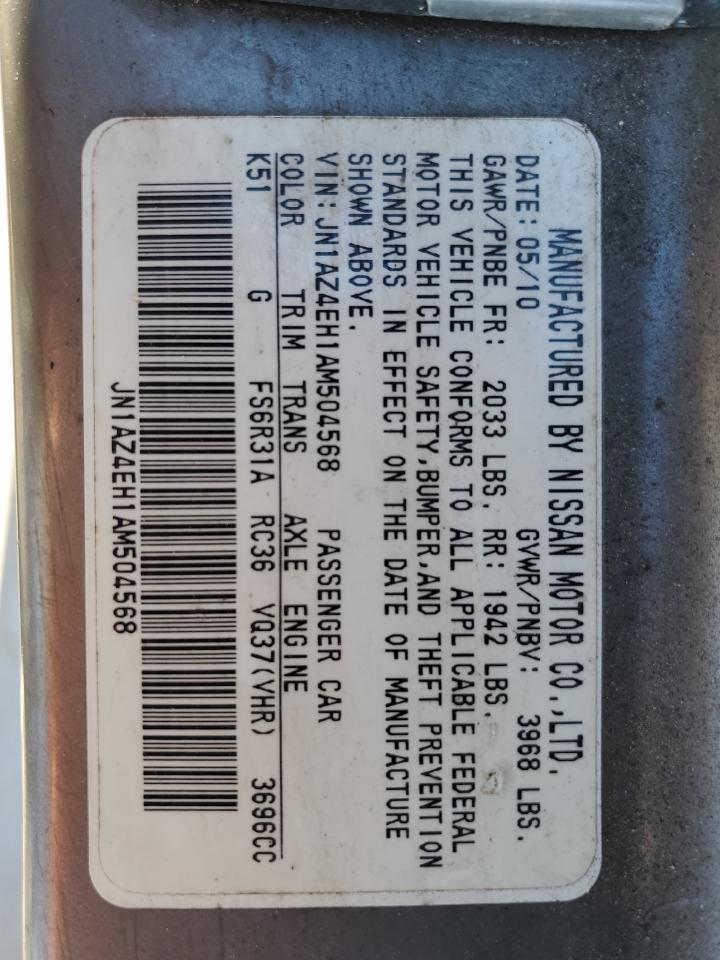 MANUFACTURED BY NISSAN MOTOR CO.,LTD.
DATE: 05/10 GVWR/PNBV: 3968 LBS.
GAWR/PNBE FR: 2033 LBS. RR: 1942 LBS.
THIS VEHICLE CONFORMS TO ALL APPLICABLE FEDERAL
MOTOR VEHICLE SAFETY,BUMPER,AND THEFT PREVENTION
STANDARDS IN EFFECT ON THE DATE OF MANUFACTURE
SHOWN ABOVE.
VIN:JN1AZ4EH1AM504568 PASSENGER CAR
COLOR TRIM TRANS AXLE ENGINE
K51 G FS6R31A RC36 VQ37(VHR) 3696CC
JN1AZ4EH1AM504568